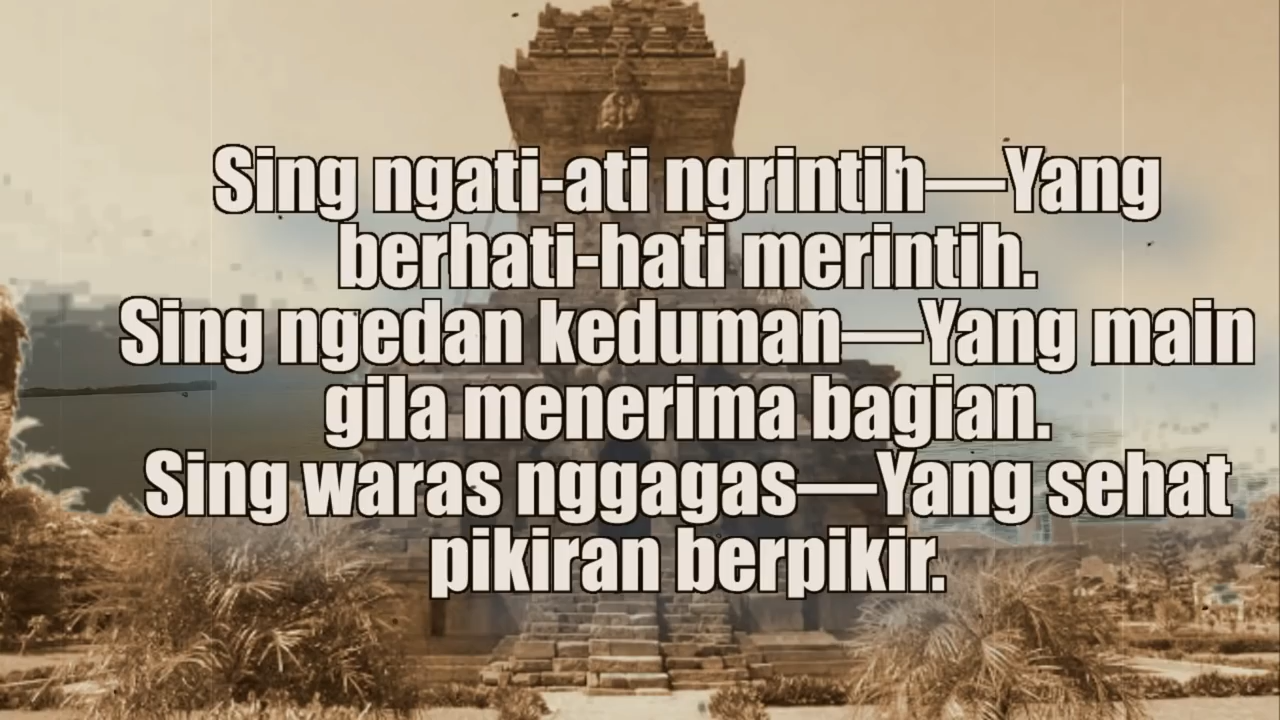 Sing ngati-ati ngrintih—Yang
berhati-hati merintih.
Sing ngedan keduman—Yang main
gila menerima bagian.
Sing waras nggagas—Yang sehat
pikiran berpikir.